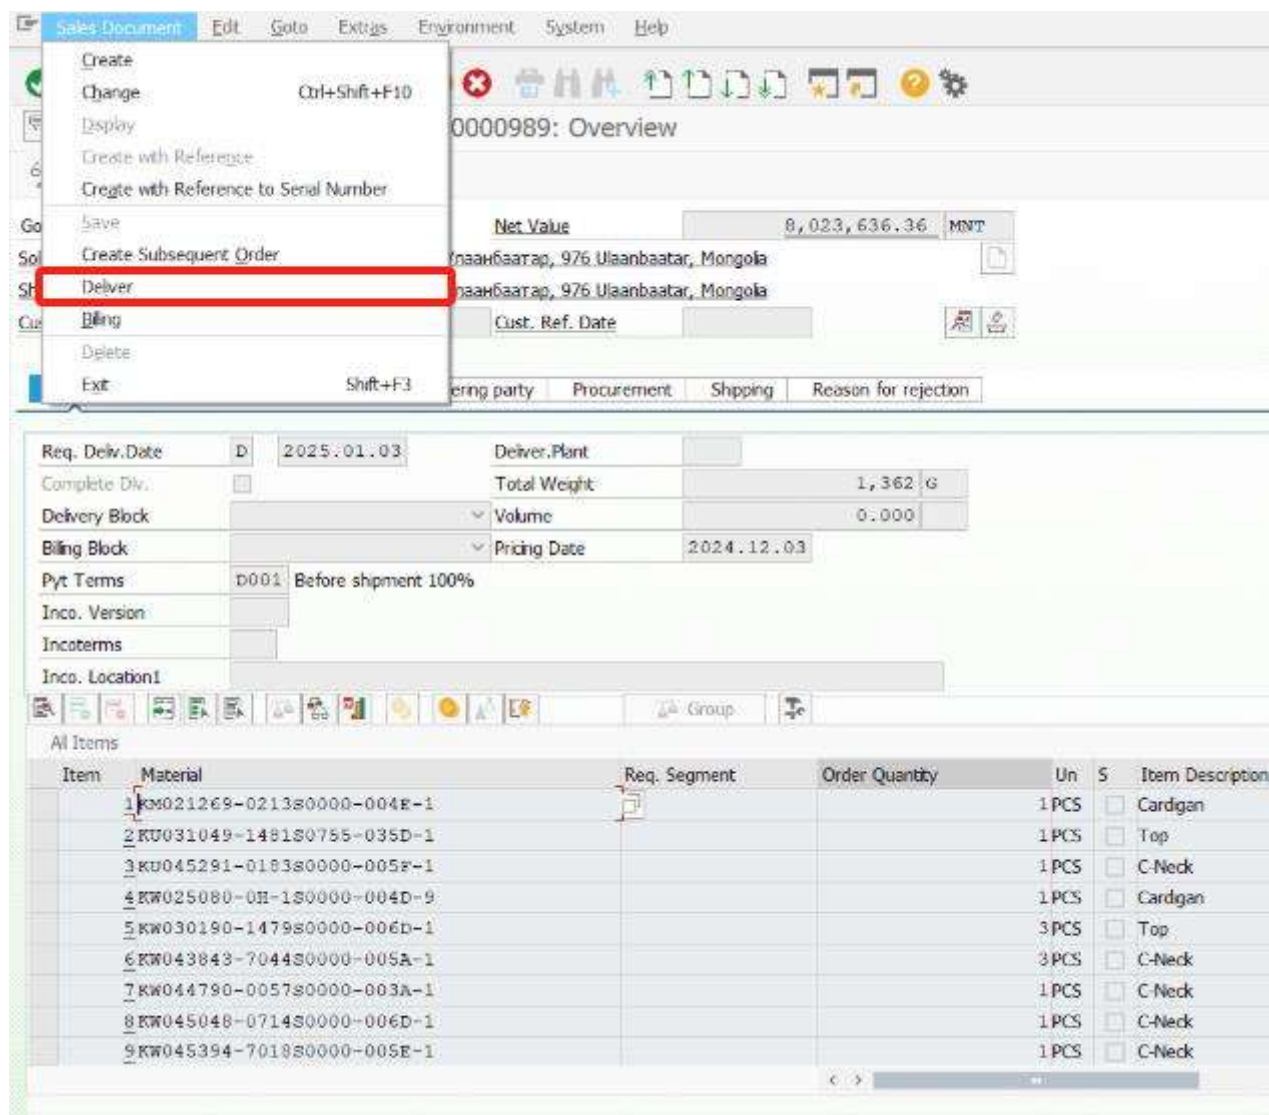 Sales Document Edit Goto Extras Environment System Help
Create
Change Ctrl+Shift+F10
Display
0000989: Overview
Create with Reference
Create with Reference to Serial Number
Save
Net Value 8,023,636.36 MNT
Create Subsequent Order
лаанбаатар, 976 Ulaanbaatar, Mongolia
Deliver
лаанбаатар, 976 Ulaanbaatar, Mongolia
Billing
Cust. Ref. Date
Delete
Exit Shift+F3
ering party Procurement Shipping Reason for rejection
Req. Deliv.Date D 2025.01.03 Deliver.Plant
Complete Dlv. Total Weight 1,362 G
Delivery Block Volume 0.000
Billing Block Pricing Date 2024.12.03
Pyt Terms D001 Before shipment 100%
Inco. Version
Incoterms
Inco. Location1
Group
All Items
Item Material Req. Segment Order Quantity Un S Item Description
1 KM021269-0213S0000-004E-1 1 PCS Cardigan
2 KU031049-1481S0755-035D-1 1 PCS Top
3 KU045291-0183S0000-005F-1 1 PCS C-Neck
4 KW025080-0H-1S0000-004D-9 1 PCS Cardigan
5 KW030190-1479S0000-006D-1 3 PCS Top
6 KW043843-7044S0000-005A-1 3 PCS C-Neck
7 KW044790-0057S0000-003A-1 1 PCS C-Neck
8 KW045048-0714S0000-006D-1 1 PCS C-Neck
9 KW045394-7018S0000-005E-1 1 PCS C-Neck